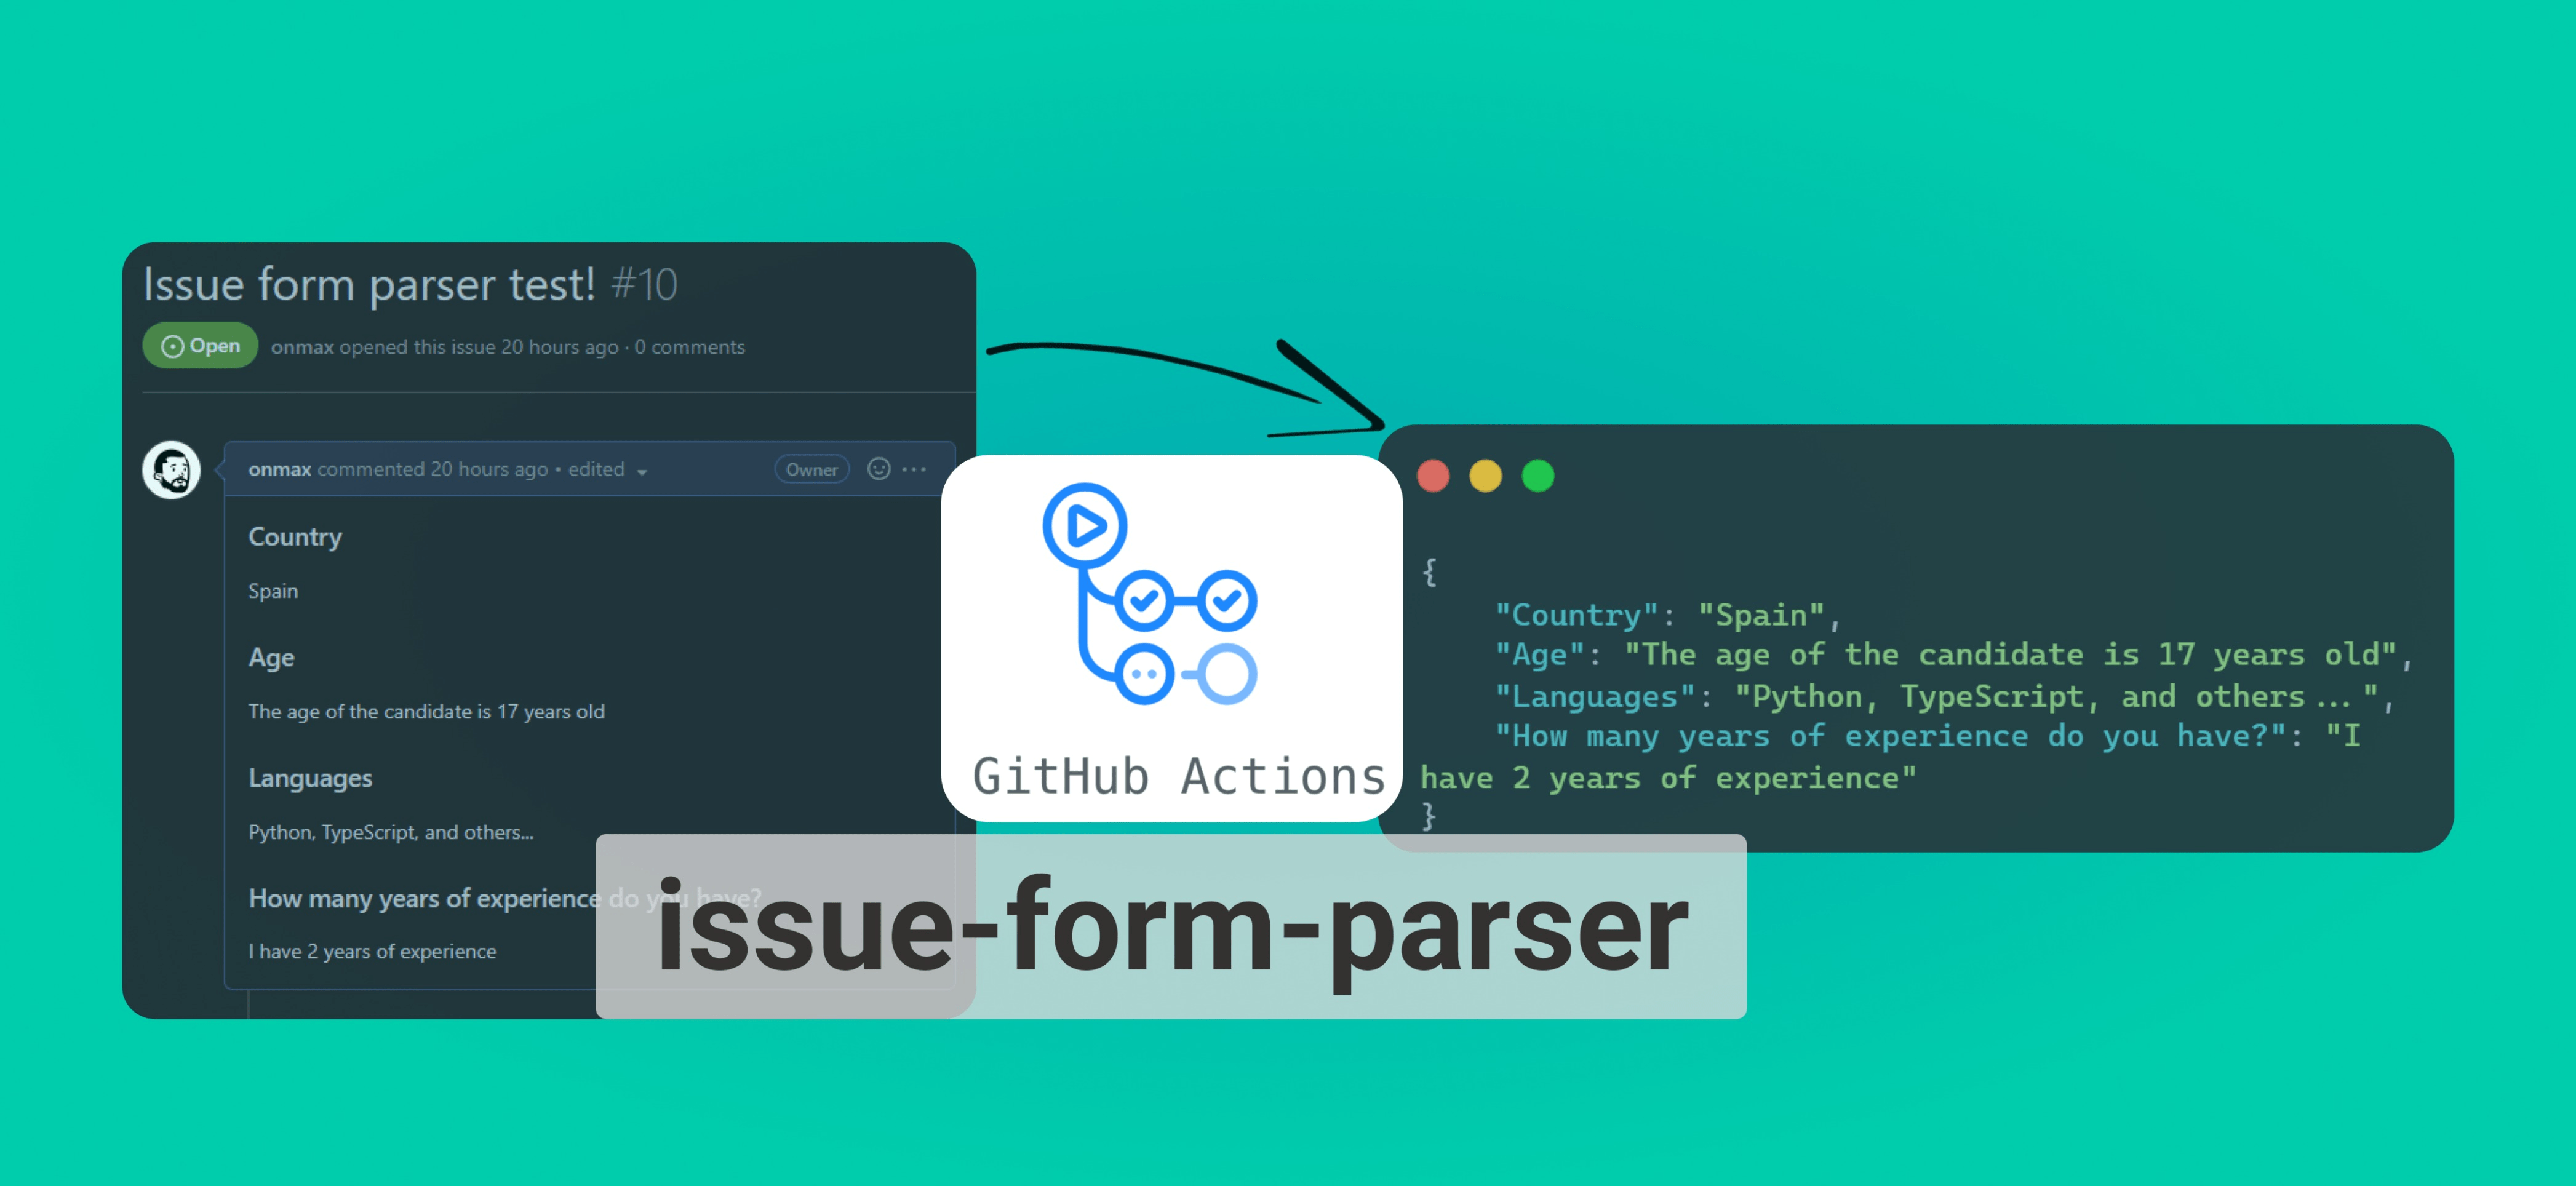 Issue form parser test! #10
Open onmax opened this issue 20 hours ago · 0 comments
onmax commented 20 hours ago • edited Owner
Country
Spain
Age
The age of the candidate is 17 years old
Languages
Python, TypeScript, and others...
How many years of experience do you have?
I have 2 years of experience
GitHub Actions
{
"Country": "Spain",
"Age": "The age of the candidate is 17 years old",
"Languages": "Python, TypeScript, and others...",
"How many years of experience do you have?": "I
have 2 years of experience"
}
issue-form-parser